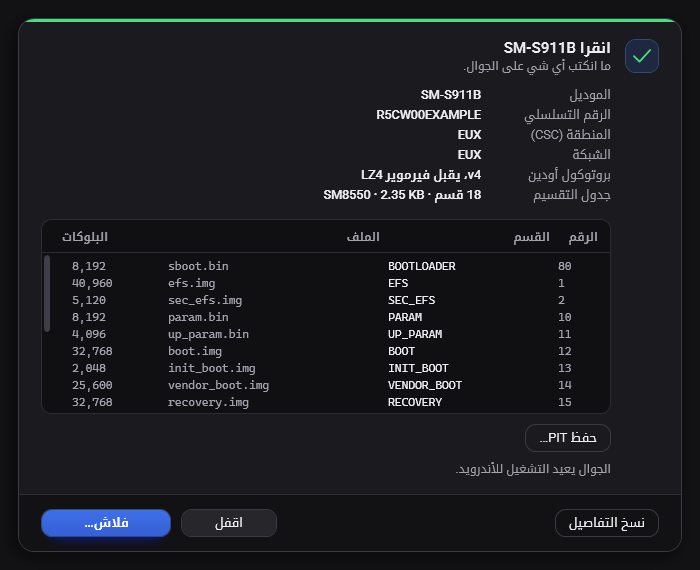 انقرا SM-S911B
ما انكتب أي شي على الجوال.
الموديل SM-S911B
الرقم التسلسلي R5CW00EXAMPLE
المنطقة (CSC) EUX
الشبكة EUX
بروتوكول أودين v4، يقبل فيرموير LZ4
جدول التقسيم 18 قسم · 2.35 KB · SM8550
الرقم القسم الملف البلوكات
80 BOOTLOADER sboot.bin 8,192
1 EFS efs.img 40,960
2 SEC_EFS sec_efs.img 5,120
10 PARAM param.bin 8,192
11 UP_PARAM up_param.bin 4,096
12 BOOT boot.img 32,768
13 INIT_BOOT init_boot.img 2,048
14 VENDOR_BOOT vendor_boot.img 25,600
15 RECOVERY recovery.img 32,768
حفظ PIT...
الجوال يعيد التشغيل للأندرويد.
نسخ التفاصيل اقفل فلاش...